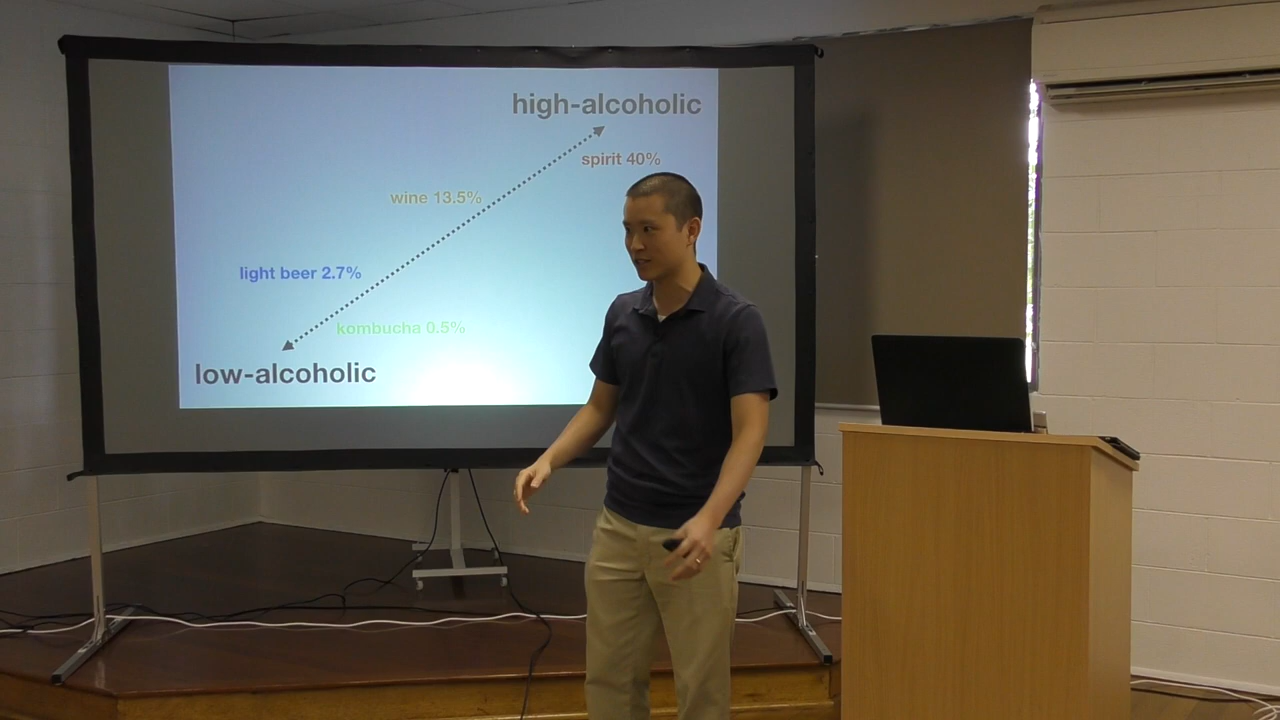 high-alcoholic
spirit 40%
wine 13.5%
light beer 2.7%
kombucha 0.5%
low-alcoholic